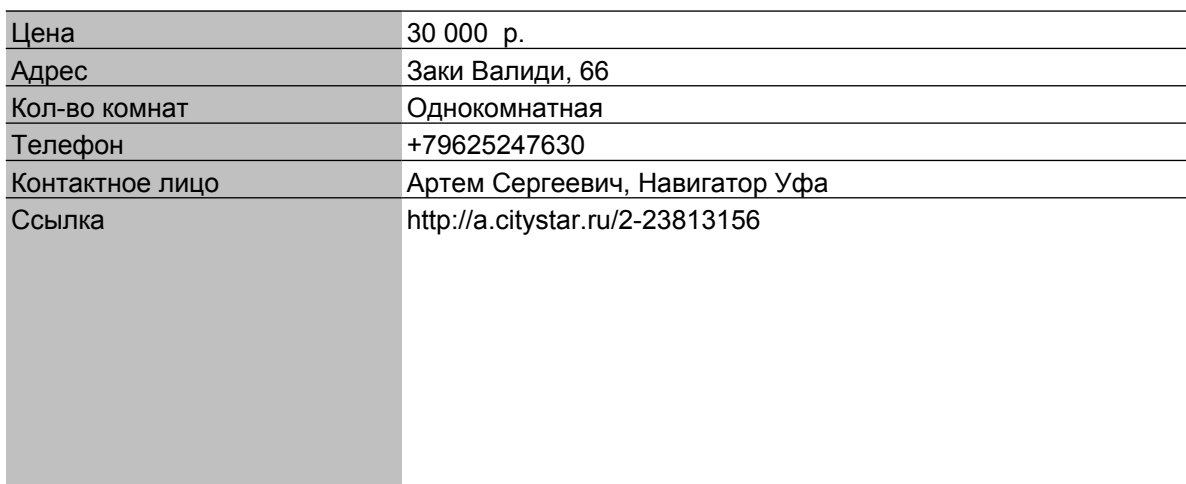 Цена 30 000 р.
Адрес Заки Валиди, 66
Кол-во комнат Однокомнатная
Телефон +79625247630
Контактное лицо Артем Сергеевич, Навигатор Уфа
Ссылка http://a.citystar.ru/2-23813156